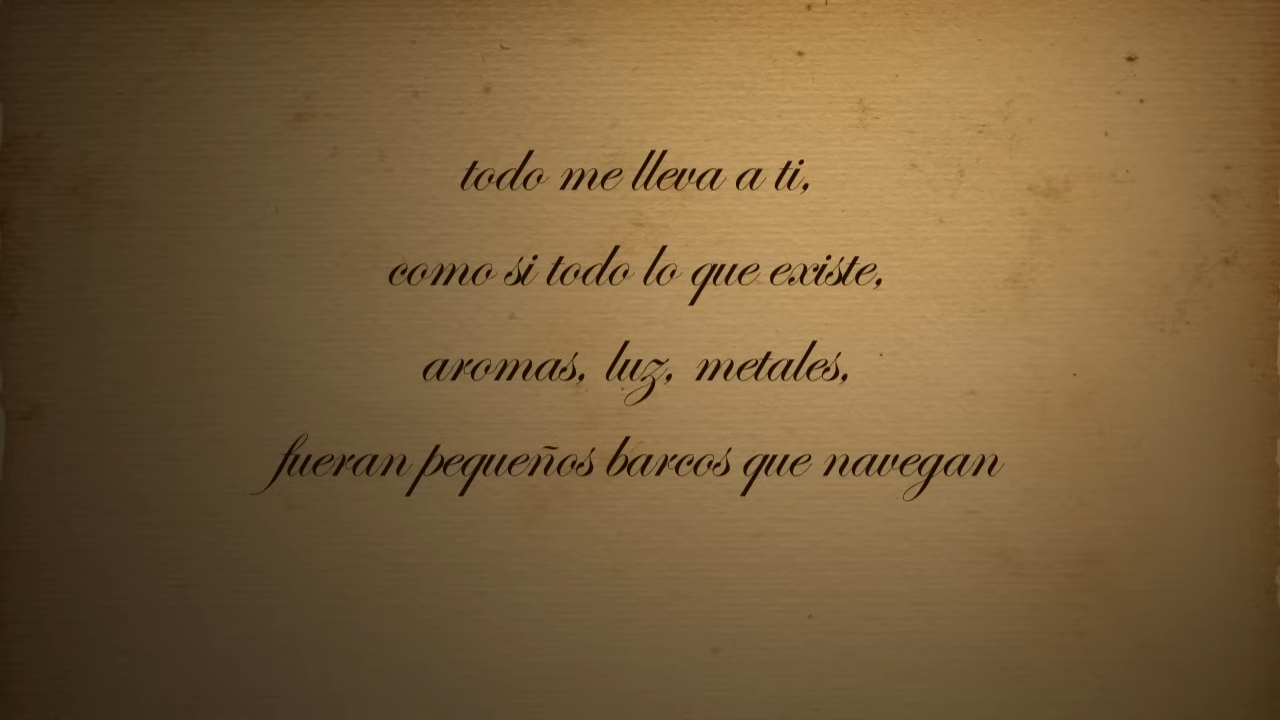 todo me lleva a ti,
como si todo lo que existe,
aromas, luz, metales,
fueran pequeños barcos que navegan